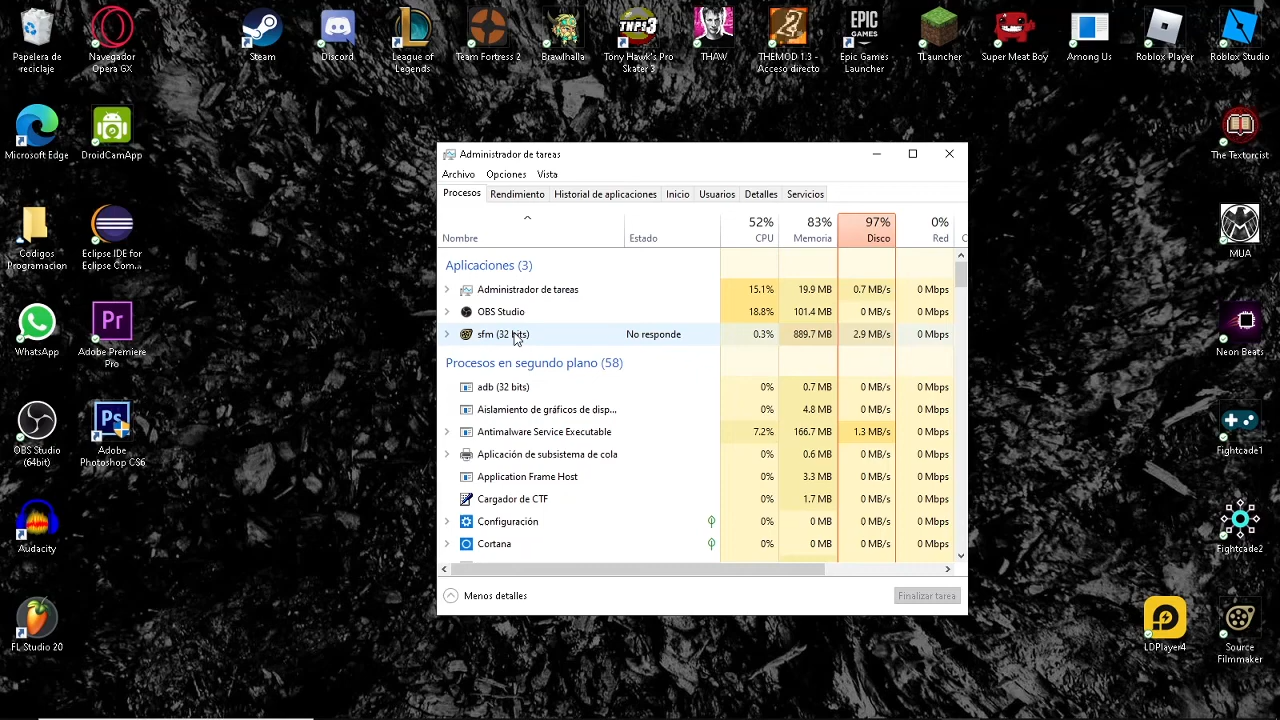 Papelera de
reciclaje
Navegador
Opera GX
Steam
Discord
League of
Legends
Team Fortress 2
Brawlhalla
THPS3
Tony Hawk's Pro
Skater 3
THAW
THEMOD 1.3 -
Acceso directo
EPIC
GAMES
Epic Games
Launcher
TLauncher
Super Meat Boy
Among Us
Roblox Player
Roblox Studio
Microsoft Edge
DroidCamApp
The Textorcist
Codigos
Programacion
Eclipse IDE for
Eclipse Com...
MUA
WhatsApp
Pr
Adobe Premiere
Pro
Neon Beats
OBS Studio
(64bit)
Ps
Adobe
Photoshop CS6
Fightcade1
Audacity
Fightcade2
FL Studio 20
LDPlayer4
Source
Filmmaker
Administrador de tareas
Archivo Opciones Vista
Procesos Rendimiento Historial de aplicaciones Inicio Usuarios Detalles Servicios
52% 83% 97% 0%
Nombre Estado CPU Memoria Disco Red C
Aplicaciones (3)
Administrador de tareas 15.1% 19.9 MB 0.7 MB/s 0 Mbps
OBS Studio 18.8% 101.4 MB 0 MB/s 0 Mbps
sfm (32 bits) No responde 0.3% 889.7 MB 2.9 MB/s 0 Mbps
Procesos en segundo plano (58)
adb (32 bits) 0% 0.7 MB 0 MB/s 0 Mbps
Aislamiento de gráficos de disp... 0% 4.8 MB 0 MB/s 0 Mbps
Antimalware Service Executable 7.2% 166.7 MB 1.3 MB/s 0 Mbps
Aplicación de subsistema de cola 0% 0.6 MB 0 MB/s 0 Mbps
Application Frame Host 0% 3.3 MB 0 MB/s 0 Mbps
Cargador de CTF 0% 1.7 MB 0 MB/s 0 Mbps
Configuración 0% 0 MB 0 MB/s 0 Mbps
Cortana 0% 0 MB 0 MB/s 0 Mbps
Menos detalles Finalizar tarea